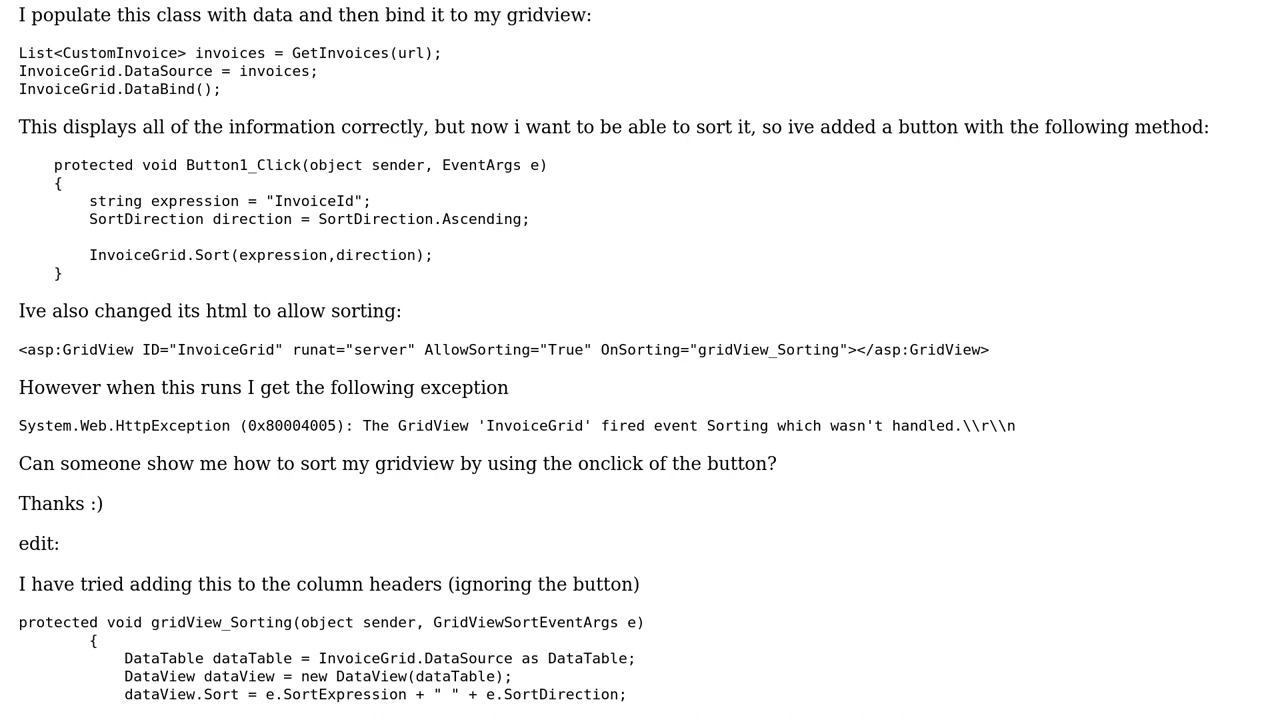 I populate this class with data and then bind it to my gridview:
List<CustomInvoice> invoices = GetInvoices(url);
InvoiceGrid.DataSource = invoices;
InvoiceGrid.DataBind();
This displays all of the information correctly, but now i want to be able to sort it, so ive added a button with the following method:
protected void Button1_Click(object sender, EventArgs e)
{
string expression = "InvoiceId";
SortDirection direction = SortDirection.Ascending;
InvoiceGrid.Sort(expression,direction);
}
Ive also changed its html to allow sorting:
<asp:GridView ID="InvoiceGrid" runat="server" AllowSorting="True" OnSorting="gridView_Sorting"></asp:GridView>
However when this runs I get the following exception
System.Web.HttpException (0x80004005): The GridView 'InvoiceGrid' fired event Sorting which wasn't handled.\\r\\n
Can someone show me how to sort my gridview by using the onclick of the button?
Thanks :)
edit:
I have tried adding this to the column headers (ignoring the button)
protected void gridView_Sorting(object sender, GridViewSortEventArgs e)
{
DataTable dataTable = InvoiceGrid.DataSource as DataTable;
DataView dataView = new DataView(dataTable);
dataView.Sort = e.SortExpression + " " + e.SortDirection;